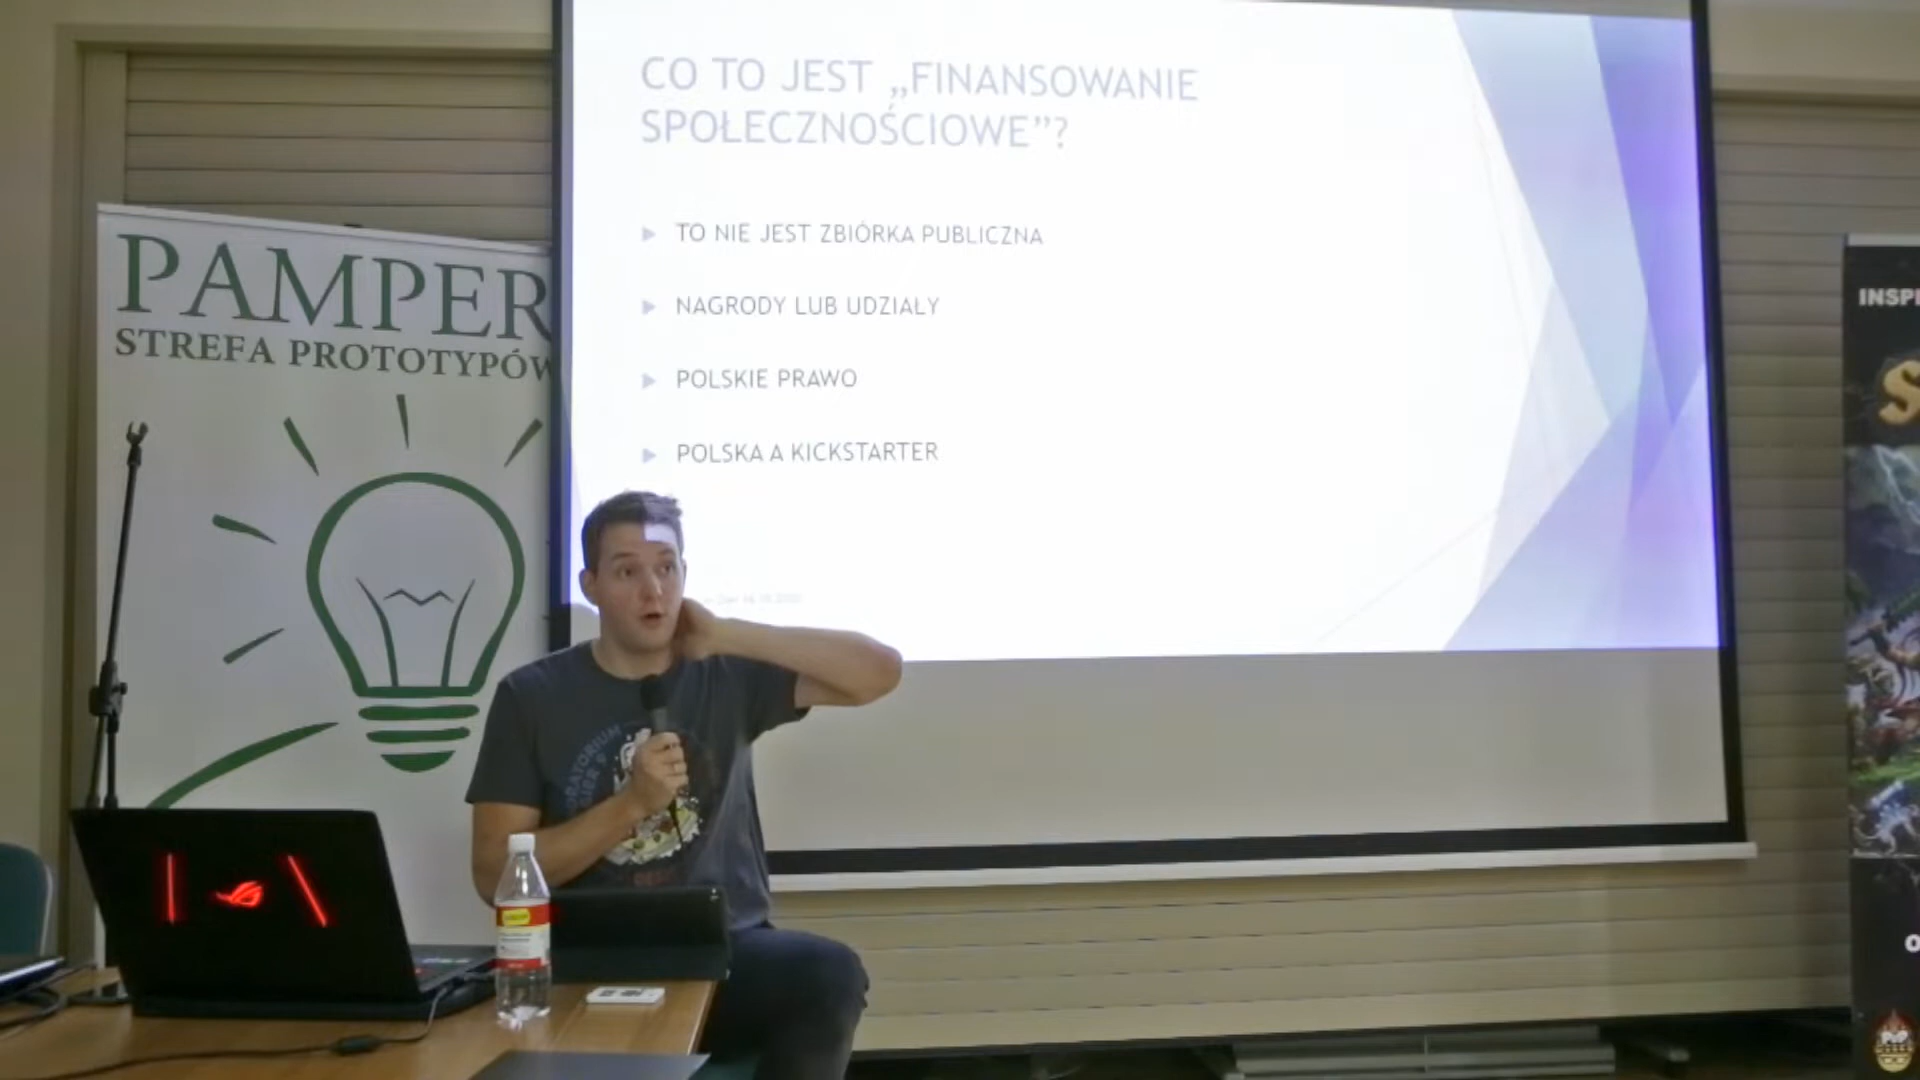 CO TO JEST „FINANSOWANIE
SPOŁECZNOŚCIOWE”?
TO NIE JEST ZBIÓRKA PUBLICZNA
NAGRODY LUB UDZIAŁY
POLSKIE PRAWO
POLSKA A KICKSTARTER
PAMPER
STREFA PROTOTYPÓW
INSPI
S
O